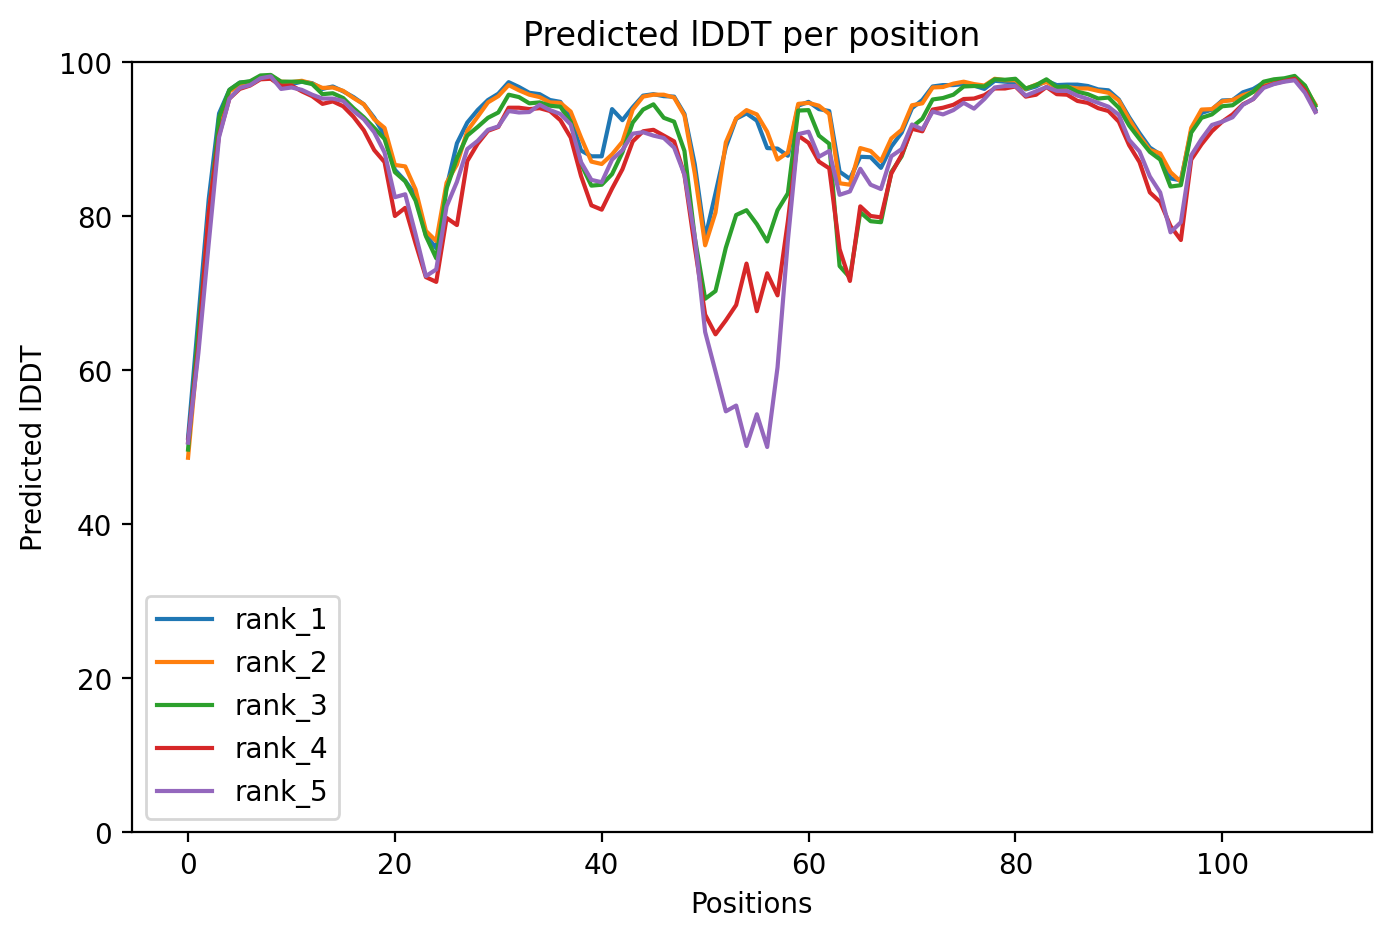 Predicted lDDT per position
Predicted lDDT
100
80
60
40
20
0
rank_1
rank_2
rank_3
rank_4
rank_5
0 20 40 60 80 100
Positions